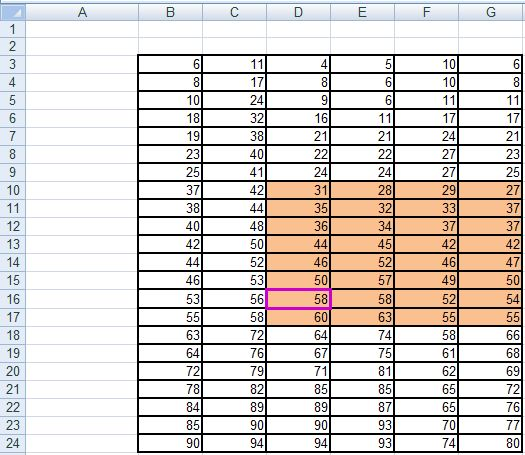 A B C D E F G
1
2
3 6 11 4 5 10 6
4 8 17 8 6 10 8
5 10 24 9 6 11 11
6 18 32 16 11 17 17
7 19 38 21 21 24 21
8 23 40 22 22 27 23
9 25 41 24 24 27 25
10 37 42 31 28 29 27
11 38 44 35 32 33 37
12 40 48 36 34 37 37
13 42 50 44 45 42 42
14 44 52 46 52 46 47
15 46 53 50 57 49 50
16 53 56 58 58 52 54
17 55 58 60 63 55 55
18 63 72 64 74 58 66
19 64 76 67 75 61 68
20 72 79 71 81 62 69
21 78 82 85 85 65 72
22 84 89 89 87 65 76
23 85 90 90 93 70 77
24 90 94 94 93 74 80